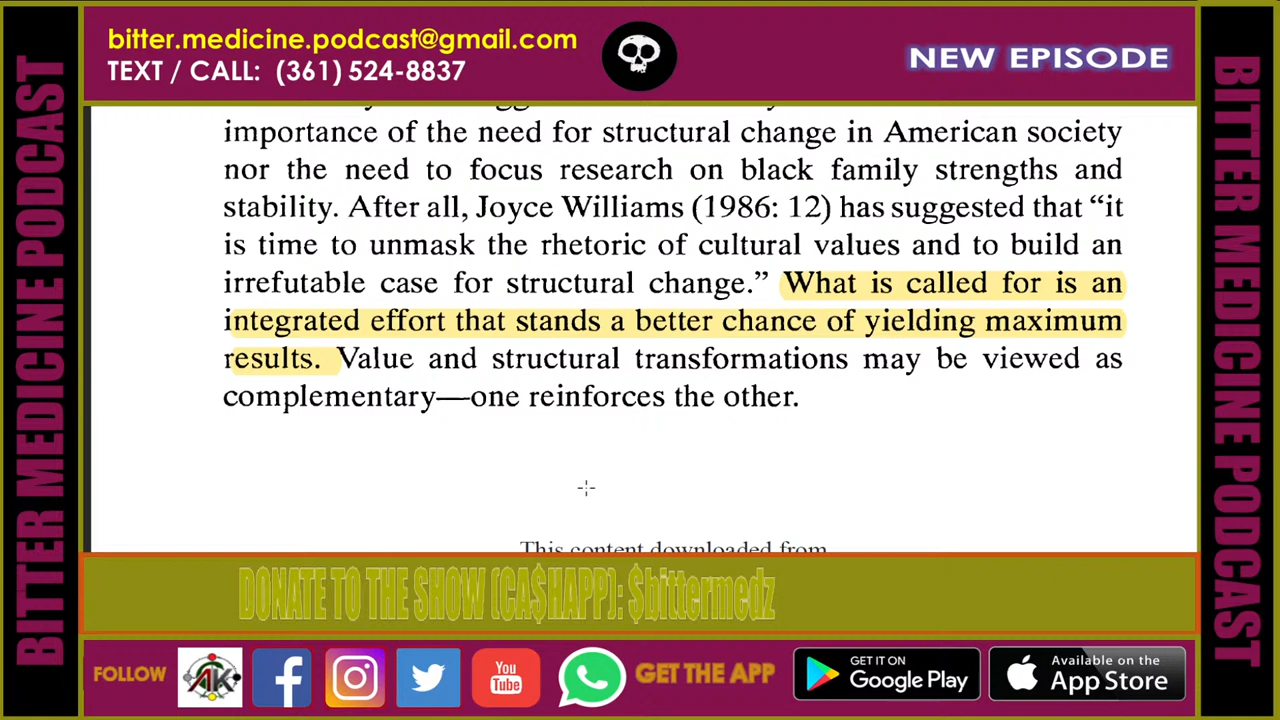 bitter.medicine.podcast@gmail.com
TEXT / CALL: (361) 524-8837
NEW EPISODE
BITTER MEDICINE PODCAST
BITTER MEDICINE PODCAST
importance of the need for structural change in American society
nor the need to focus research on black family strengths and
stability. After all, Joyce Williams (1986: 12) has suggested that “it
is time to unmask the rhetoric of cultural values and to build an
irrefutable case for structural change.” What is called for is an
integrated effort that stands a better chance of yielding maximum
results. Value and structural transformations may be viewed as
complementary—one reinforces the other.
This content downloaded from
DONATE TO THE SHOW (CA$HAPP): $bittermedz
FOLLOW
You
Tube
GET THE APP
GET IT ON
Google Play
Available on the
App Store